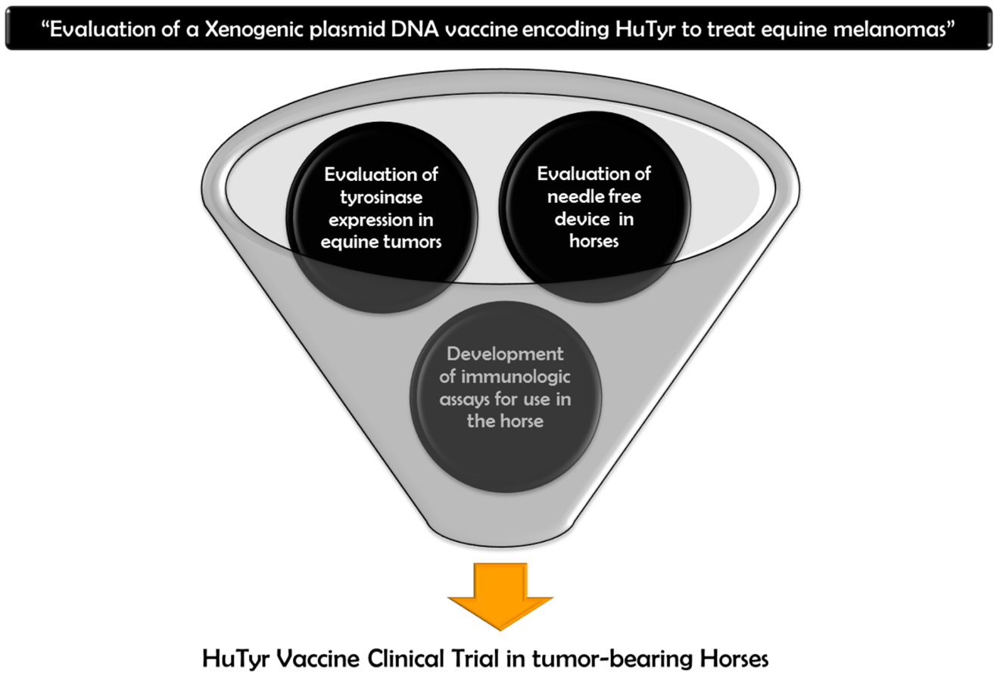 “Evaluation of a Xenogenic plasmid DNA vaccine encoding HuTyr to treat equine melanomas”
Evaluation of
tyrosinase
expression in
equine tumors
Evaluation of
needle free
device in
horses
Development
of immunologic
assays for use in
the horse
HuTyr Vaccine Clinical Trial in tumor-bearing Horses